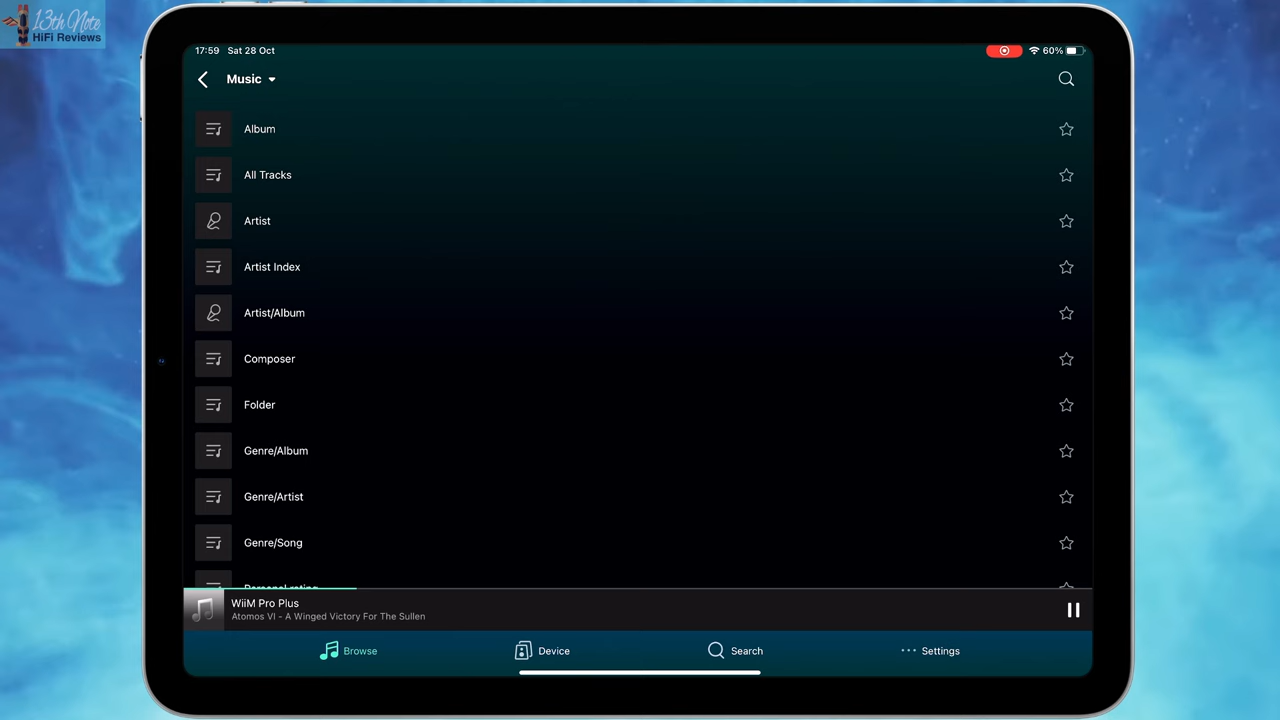 13th Note
HiFi Reviews
17:59 Sat 28 Oct
60%
Music
Album
All Tracks
Artist
Artist Index
Artist/Album
Composer
Folder
Genre/Album
Genre/Artist
Genre/Song
Personal rating
WiiM Pro Plus
Atomos VI - A Winged Victory For The Sullen
Browse
Device
Search
Settings